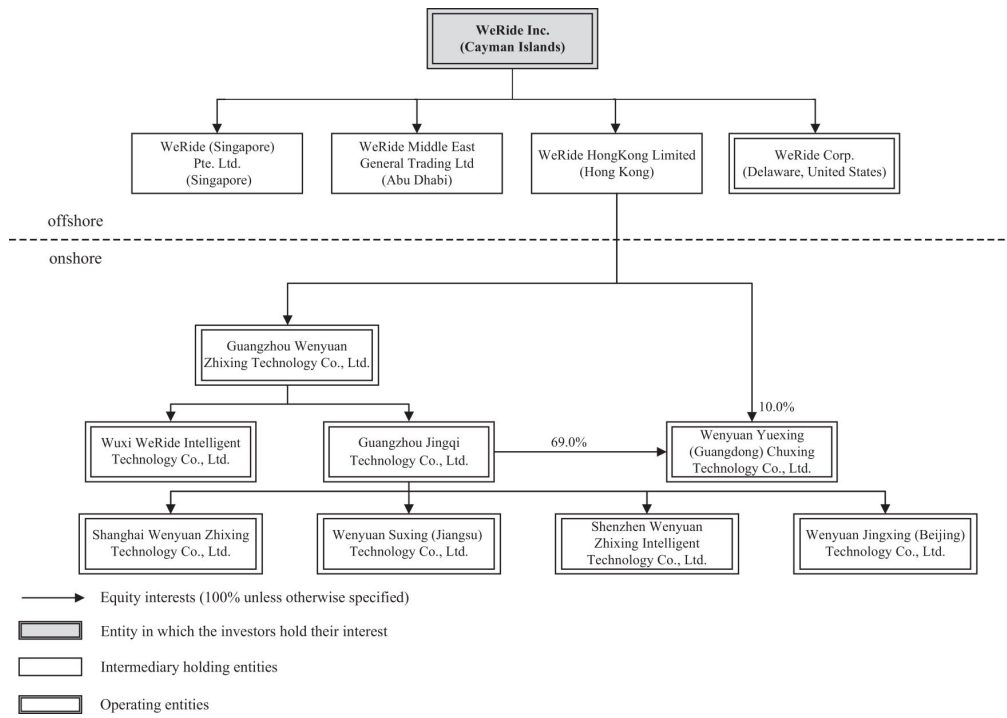 WeRide Inc.
(Cayman Islands)
WeRide (Singapore)
Pte. Ltd.
(Singapore)
WeRide Middle East
General Trading Ltd
(Abu Dhabi)
WeRide HongKong Limited
(Hong Kong)
WeRide Corp.
(Delaware, United States)
offshore
onshore
Guangzhou Wenyuan
Zhixing Technology Co., Ltd.
10.0%
Wuxi WeRide Intelligent
Technology Co., Ltd.
Guangzhou Jingqi
Technology Co., Ltd.
69.0%
Wenyuan Yuexing
(Guangdong) Chuxing
Technology Co., Ltd.
Shanghai Wenyuan Zhixing
Technology Co., Ltd.
Wenyuan Suxing (Jiangsu)
Technology Co., Ltd.
Shenzhen Wenyuan
Zhixing Intelligent
Technology Co., Ltd.
Wenyuan Jingxing (Beijing)
Technology Co., Ltd.
Equity interests (100% unless otherwise specified)
Entity in which the investors hold their interest
Intermediary holding entities
Operating entities